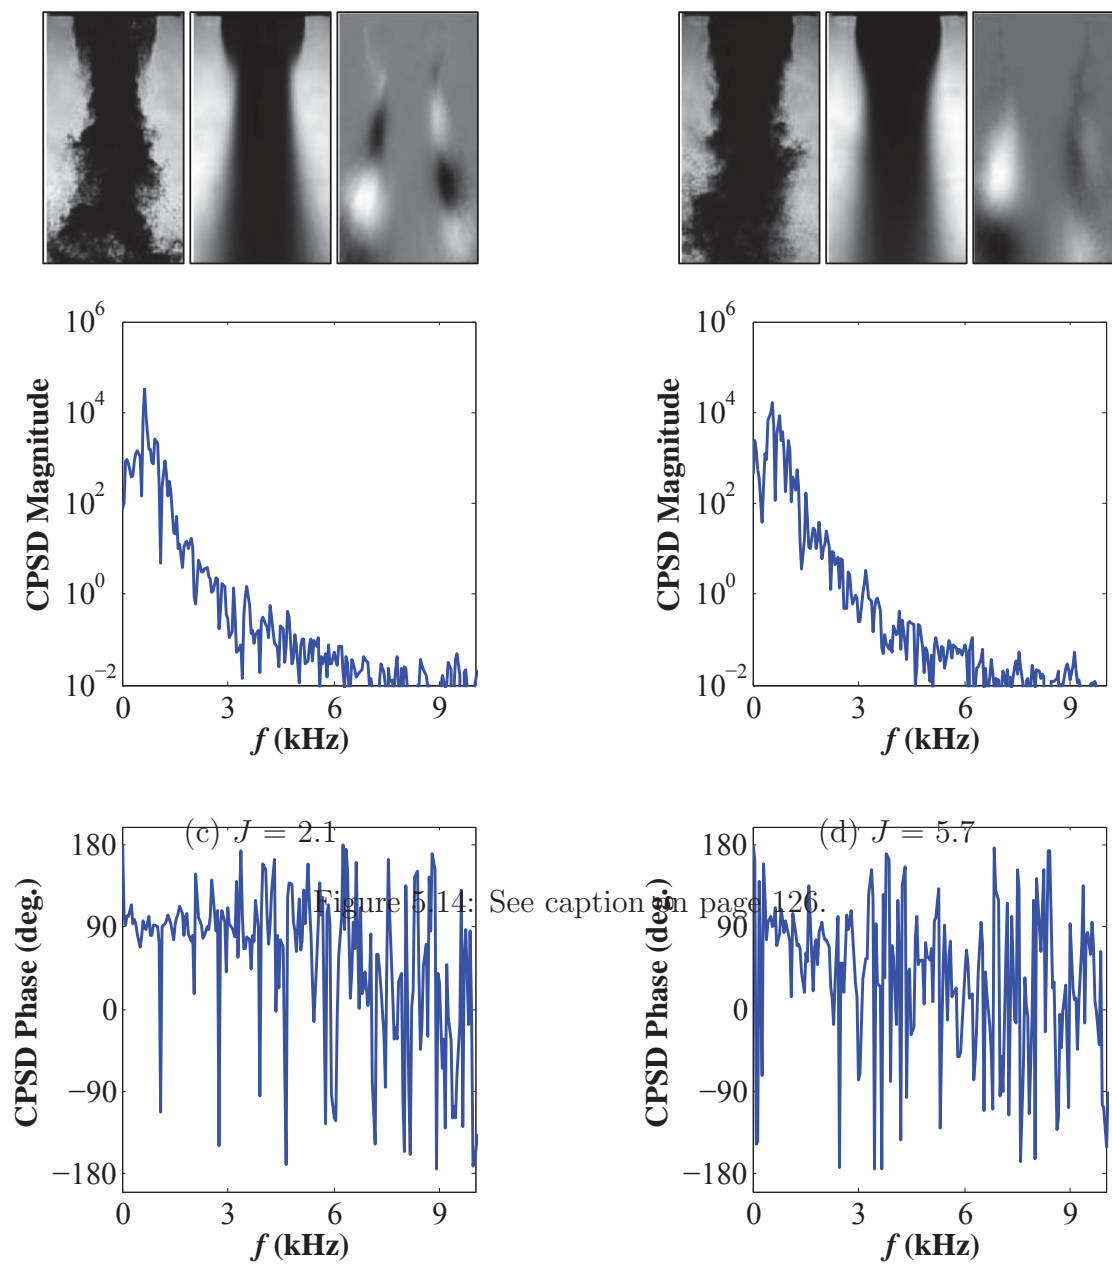 10^6
10^4
10^2
10^0
10^-2
CPSD Magnitude
0 3 6 9
f (kHz)
10^6
10^4
10^2
10^0
10^-2
CPSD Magnitude
0 3 6 9
f (kHz)
(c) J = 2.1
(d) J = 5.7
Figure 5.14: See caption on page 126.
180
90
0
−90
−180
CPSD Phase (deg.)
0 3 6 9
f (kHz)
180
90
0
−90
−180
CPSD Phase (deg.)
0 3 6 9
f (kHz)